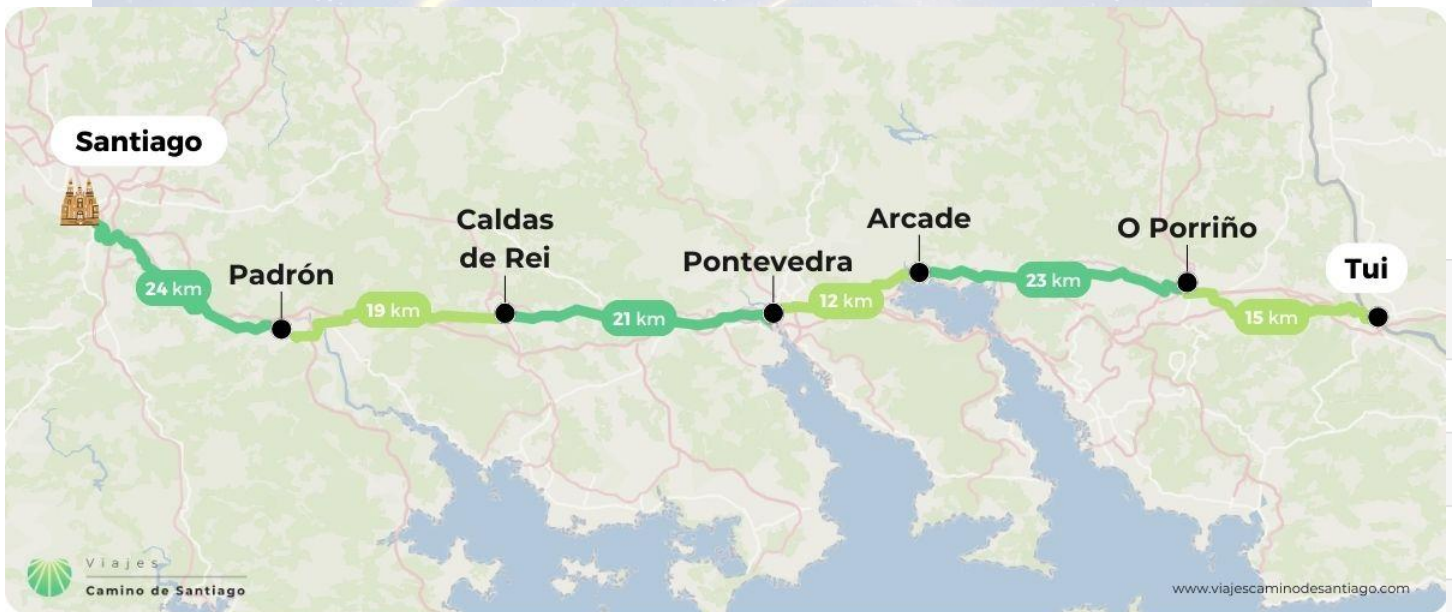 Santiago
24 km
Padrón
19 km
Caldas
de Rei
21 km
Pontevedra
12 km
Arcade
23 km
O Porriño
15 km
Tui
Viajes
Camino de Santiago
www.viajescaminodesantiago.com